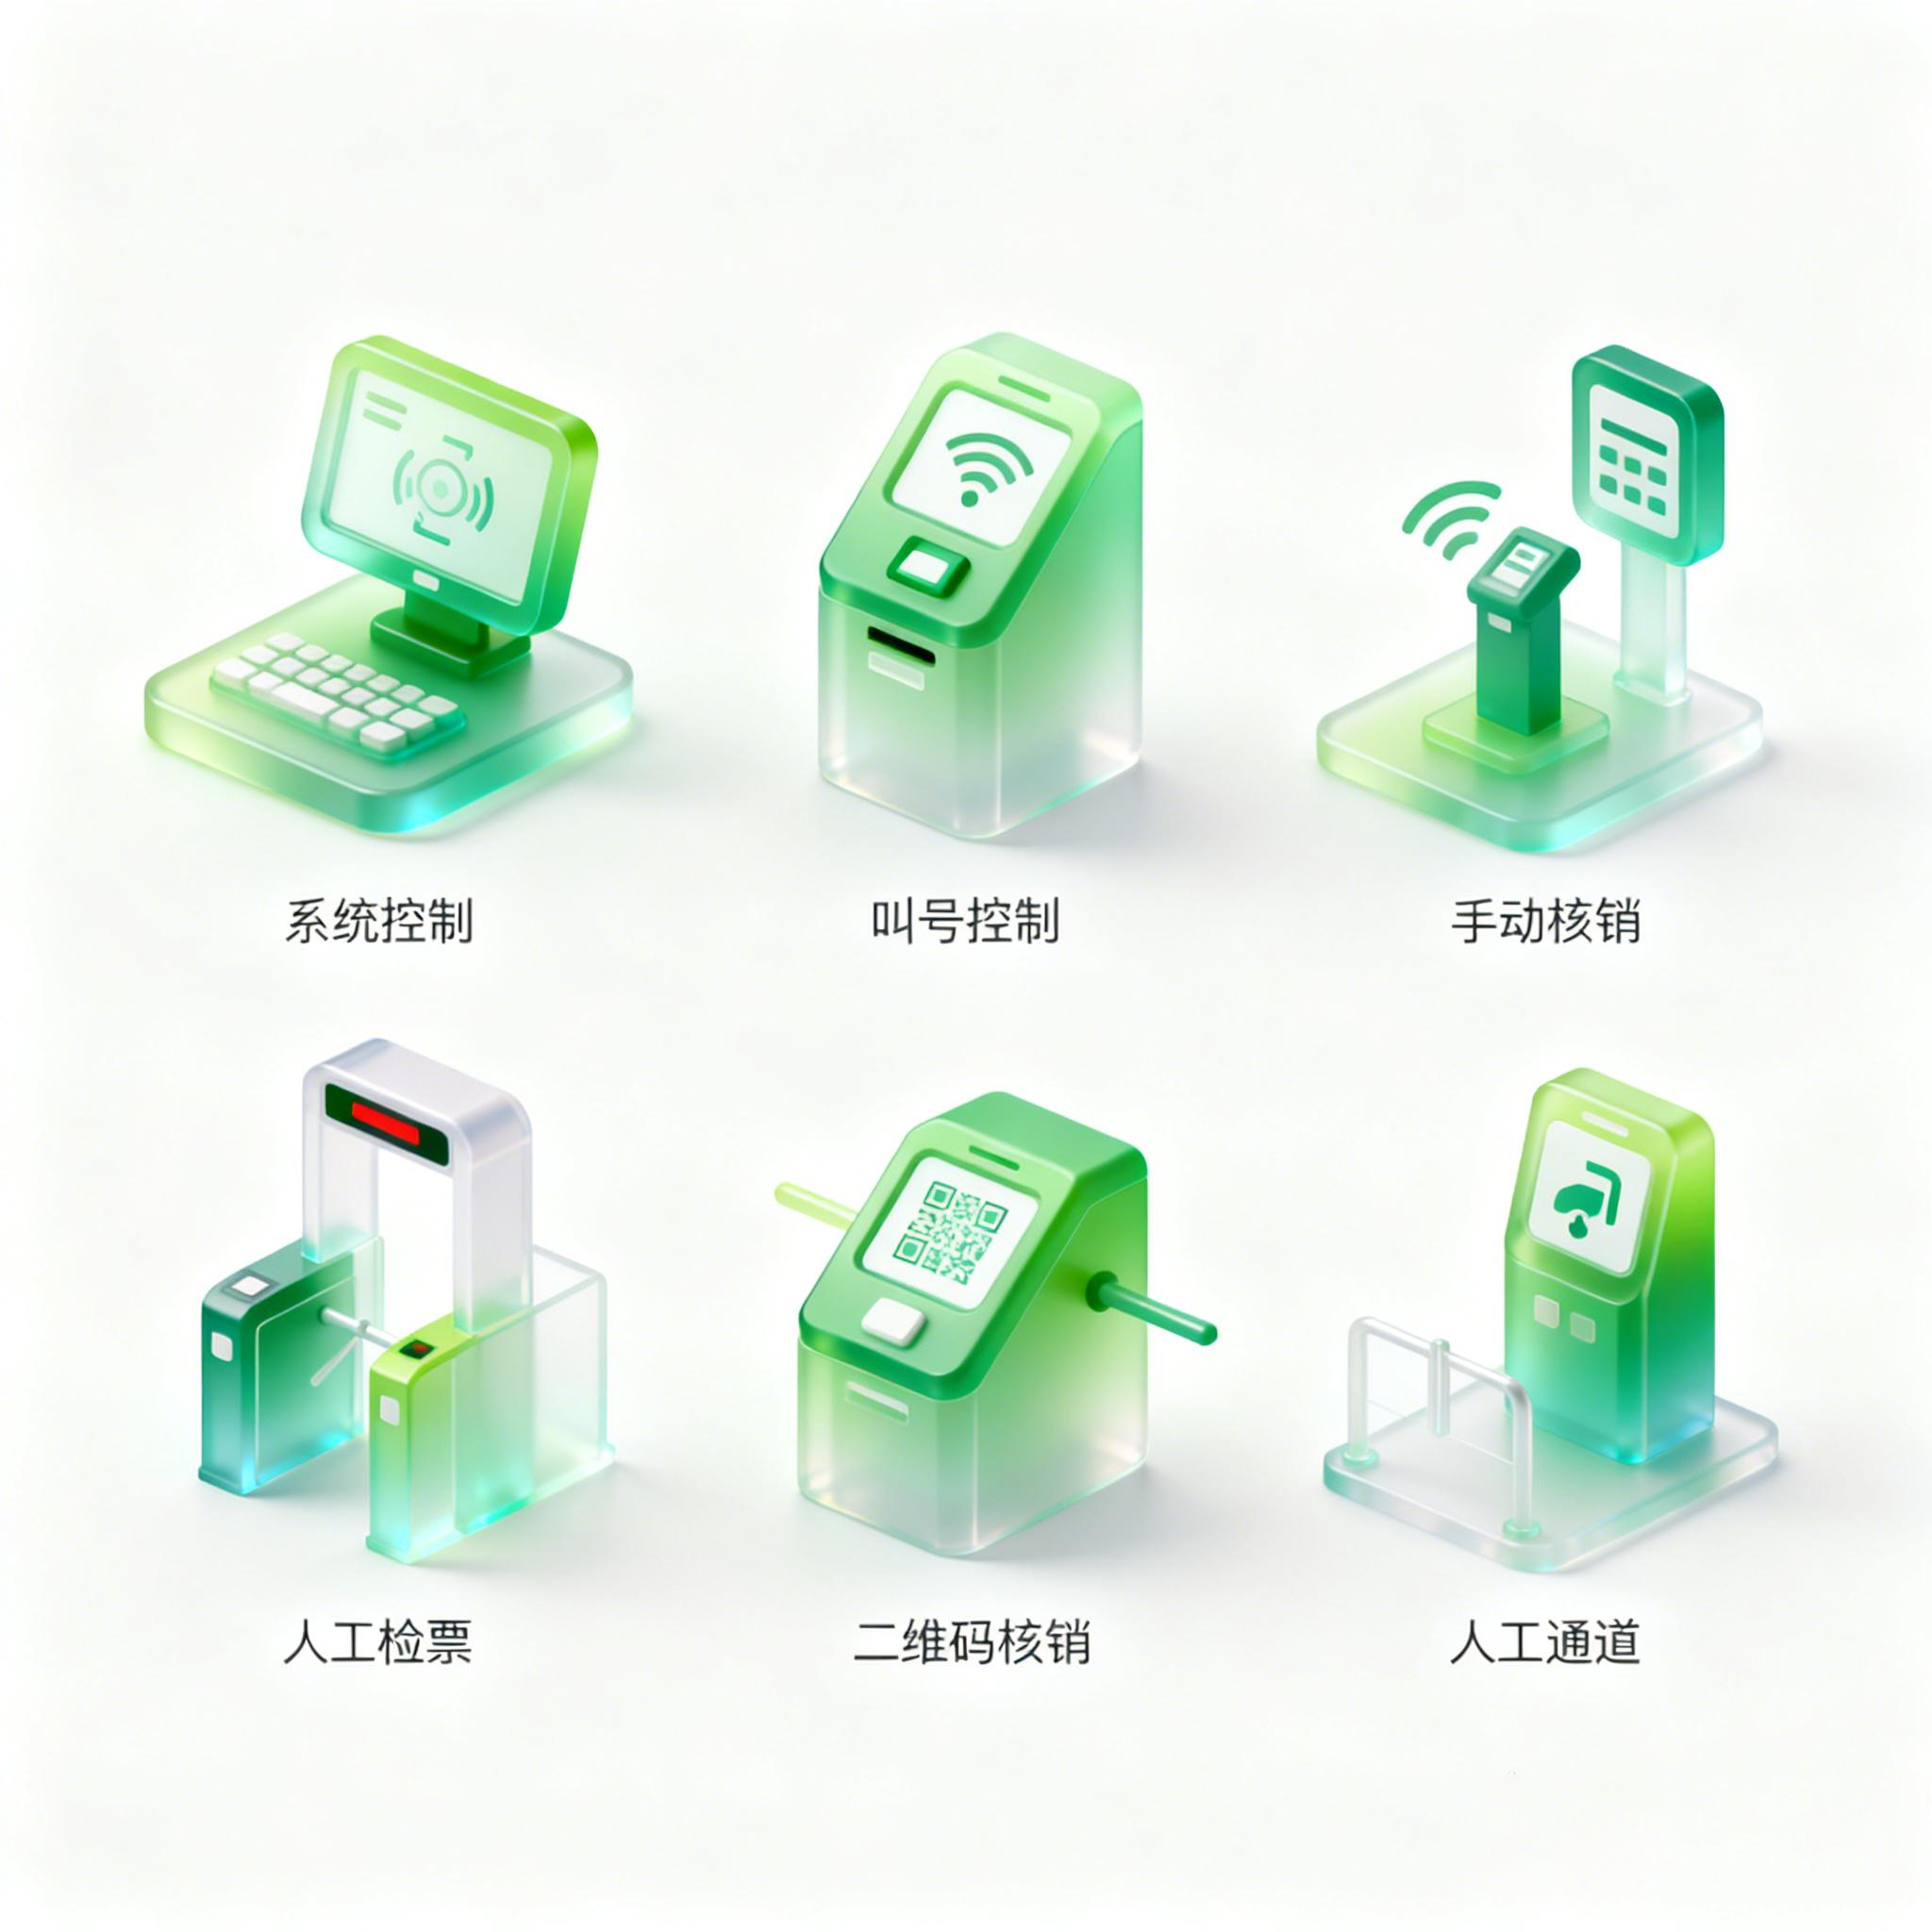 系统控制
叫号控制
手动核销
人工检票
二维码核销
人工通道